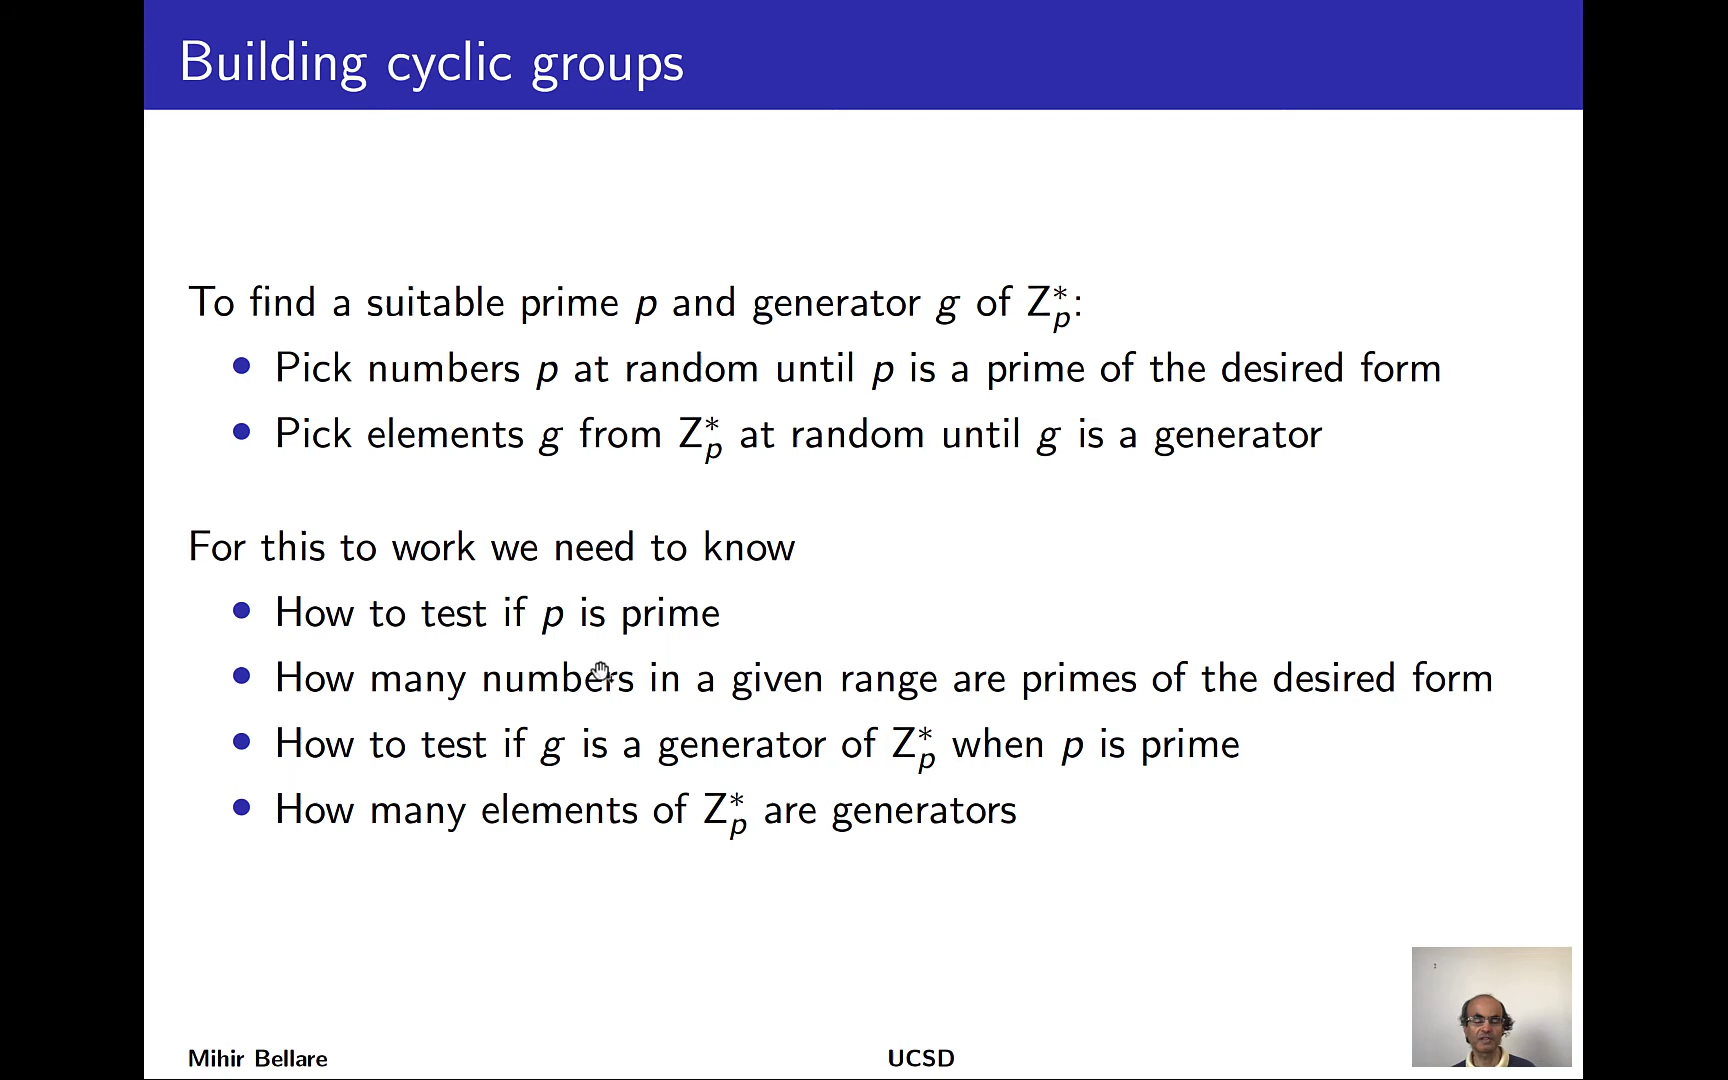 Building cyclic groups
To find a suitable prime p and generator g of Z*p:
• Pick numbers p at random until p is a prime of the desired form
• Pick elements g from Z*p at random until g is a generator
For this to work we need to know
• How to test if p is prime
• How many numbers in a given range are primes of the desired form
• How to test if g is a generator of Z*p when p is prime
• How many elements of Z*p are generators
Mihir Bellare UCSD